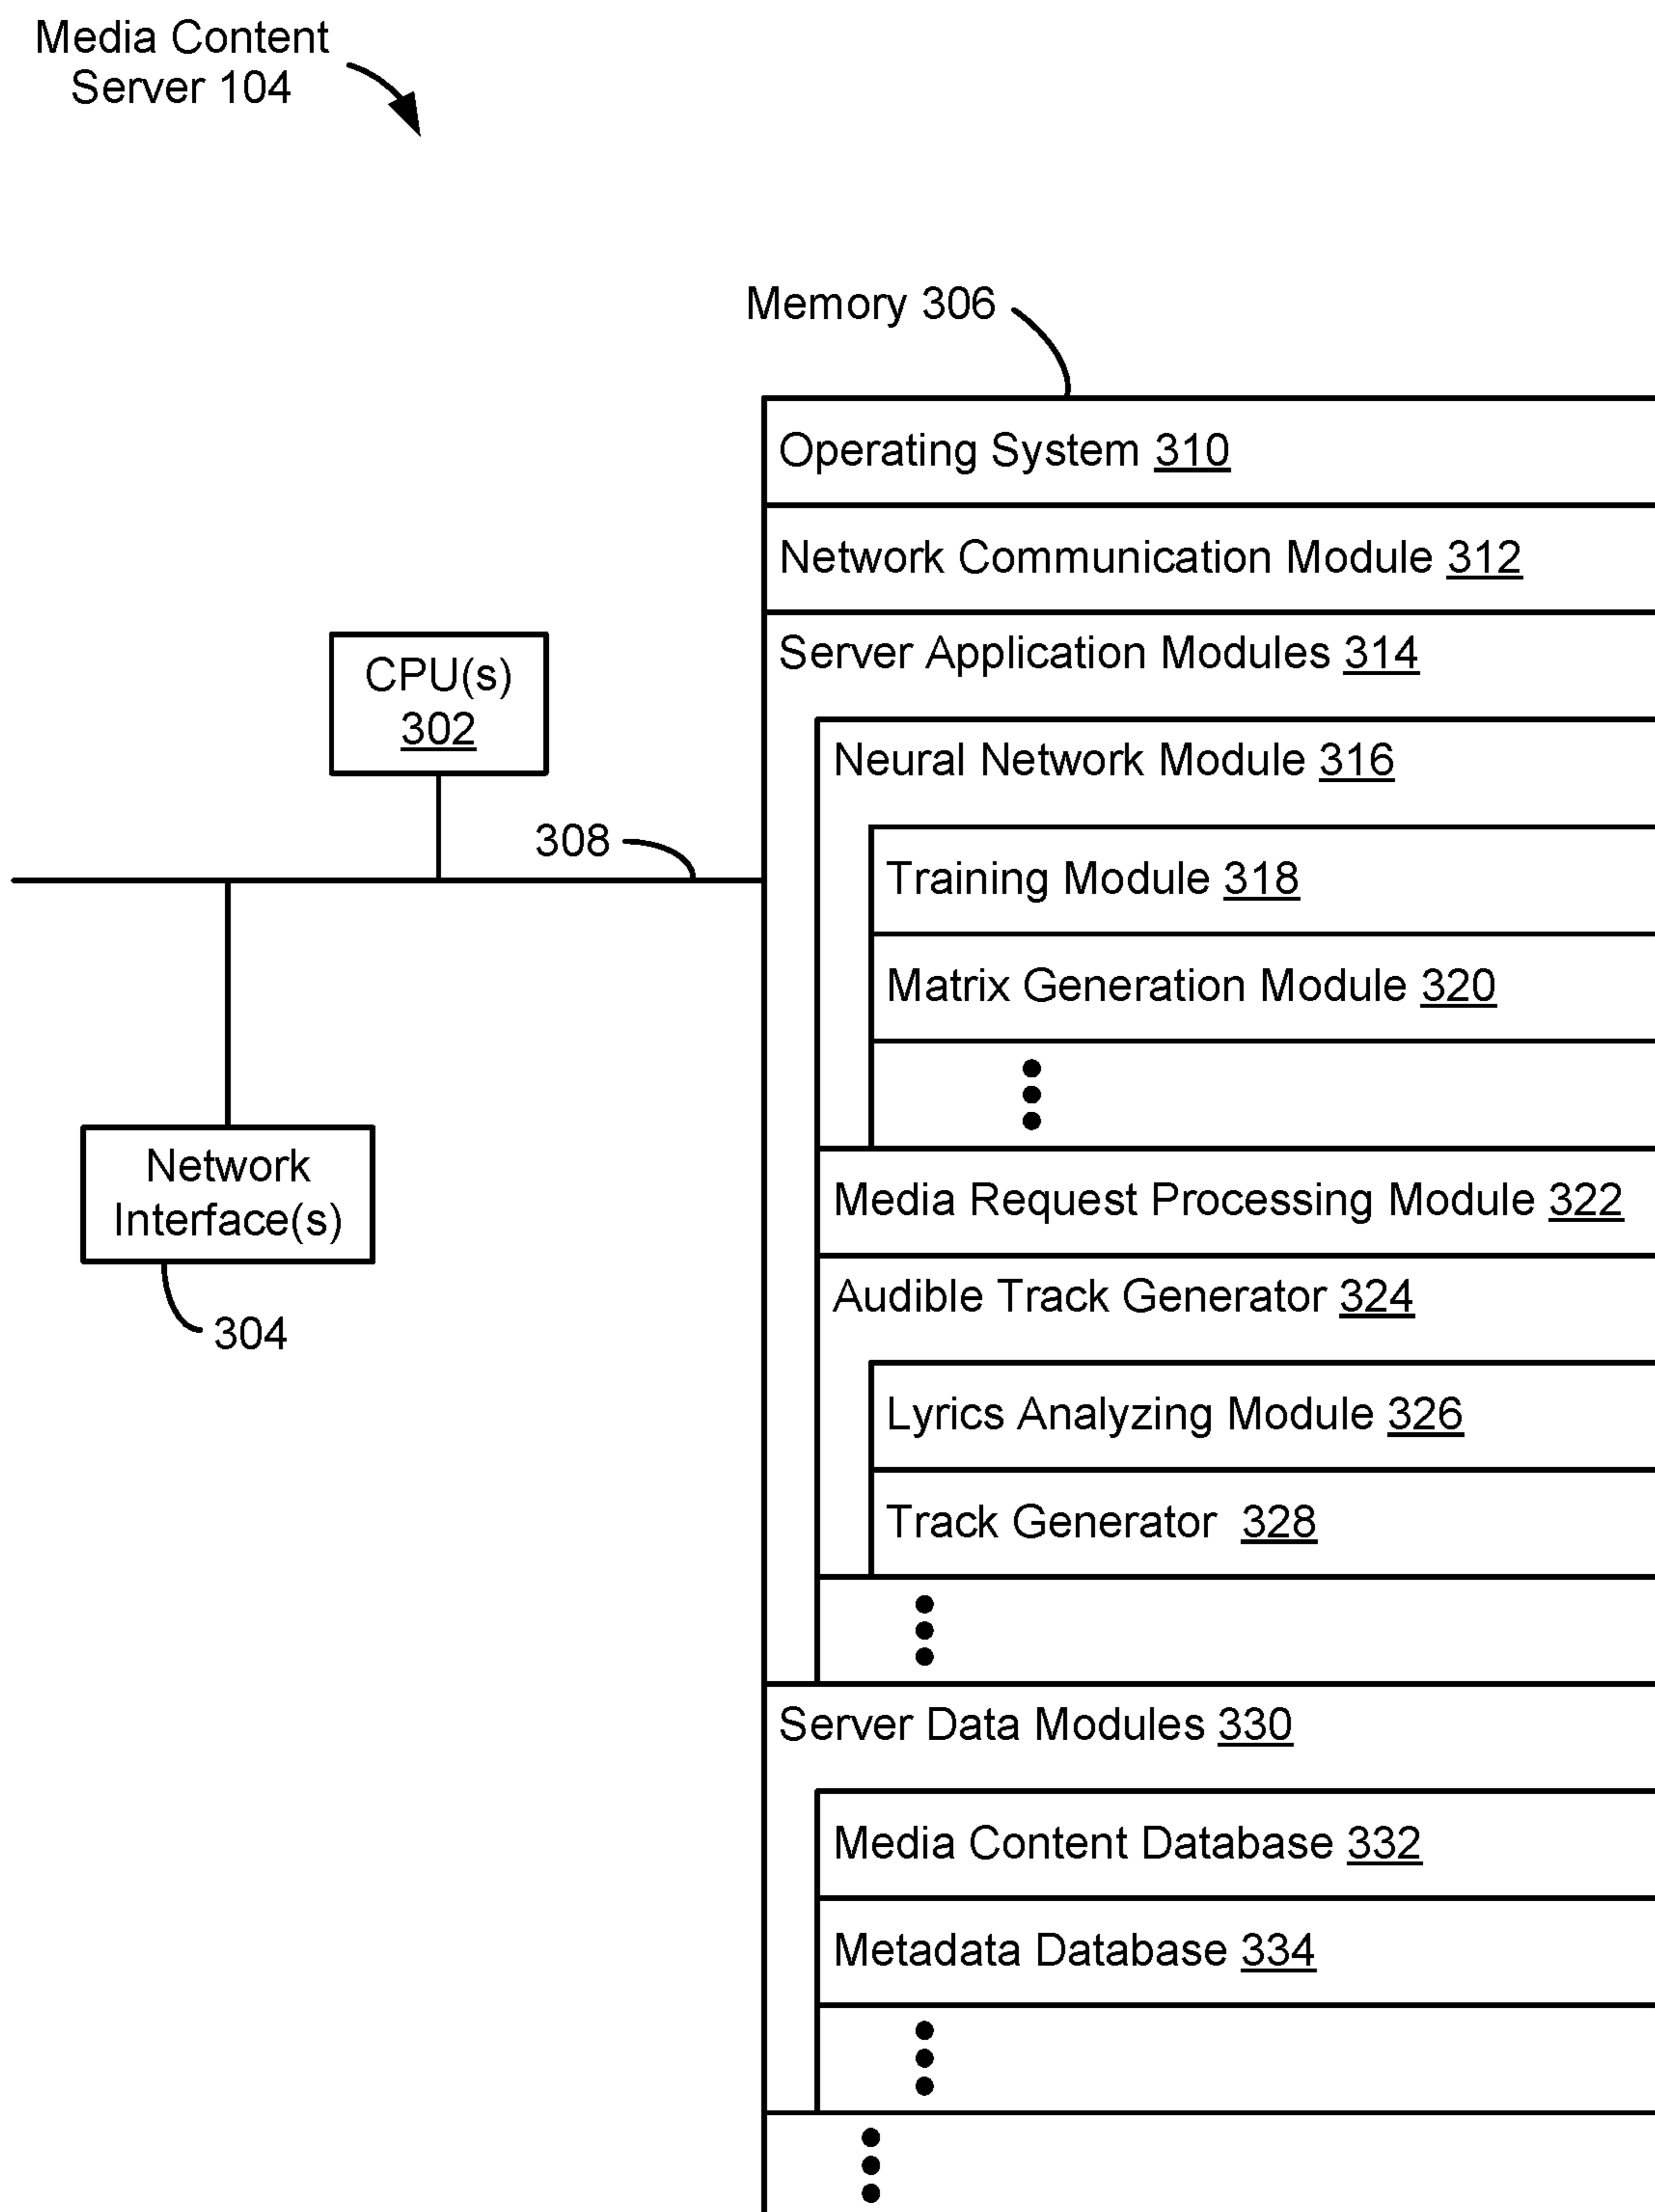 Media Content
Server 104
Memory 306
Operating System 310
Network Communication Module 312
Server Application Modules 314
CPU(s)
302
Neural Network Module 316
308
Training Module 318
Matrix Generation Module 320
Network
Interface(s)
304
Media Request Processing Module 322
Audible Track Generator 324
Lyrics Analyzing Module 326
Track Generator 328
Server Data Modules 330
Media Content Database 332
Metadata Database 334